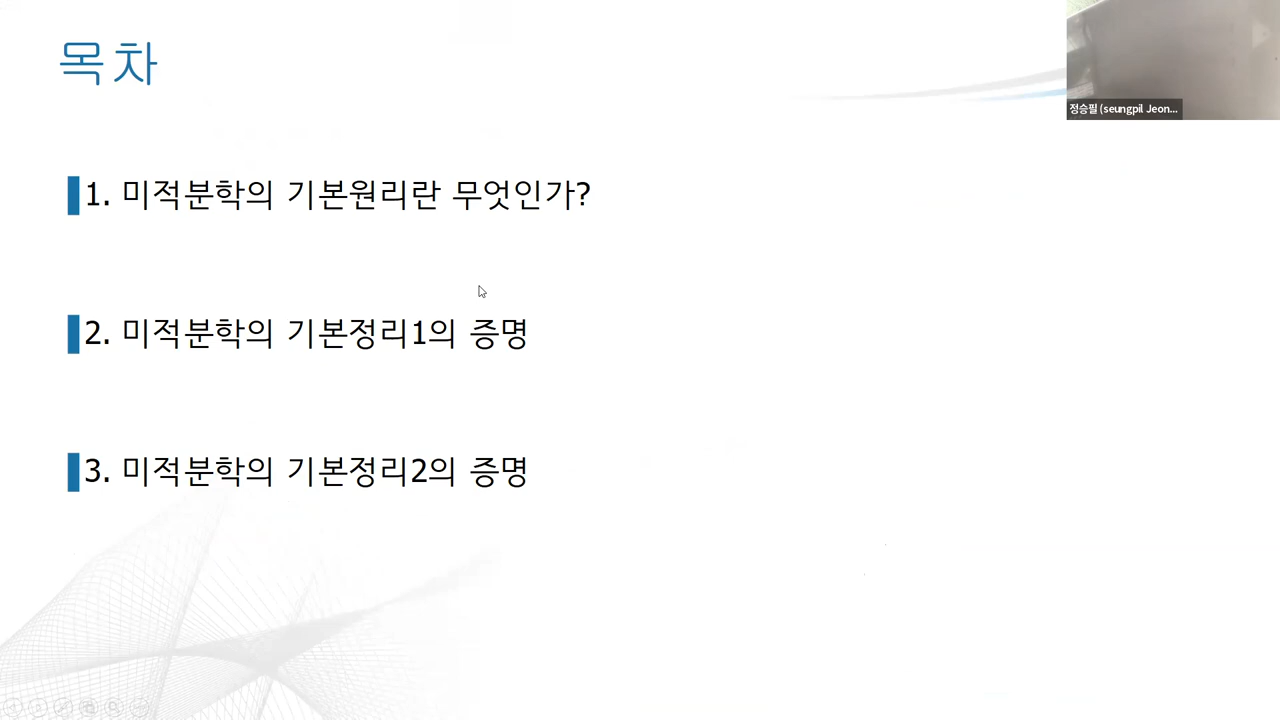 목차
정승필 (seungpil Jeon...
1. 미적분학의 기본원리란 무엇인가?
2. 미적분학의 기본정리1의 증명
3. 미적분학의 기본정리2의 증명